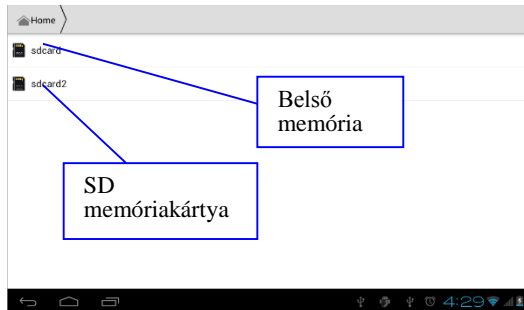 Home
sdcard
sdcard2
Belső
memória
SD
memóriakártya
4:29